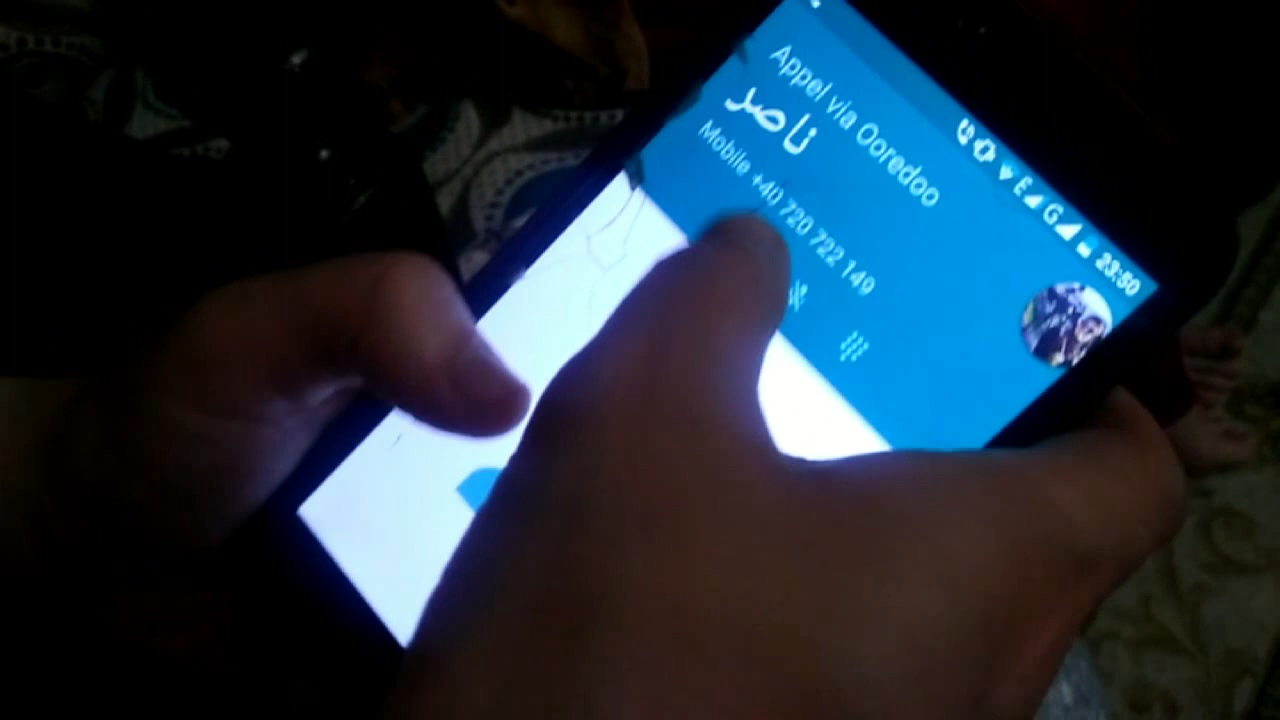 E G 23:50
Appel via Ooredoo
ناصر
Mobile +40 720 722 149